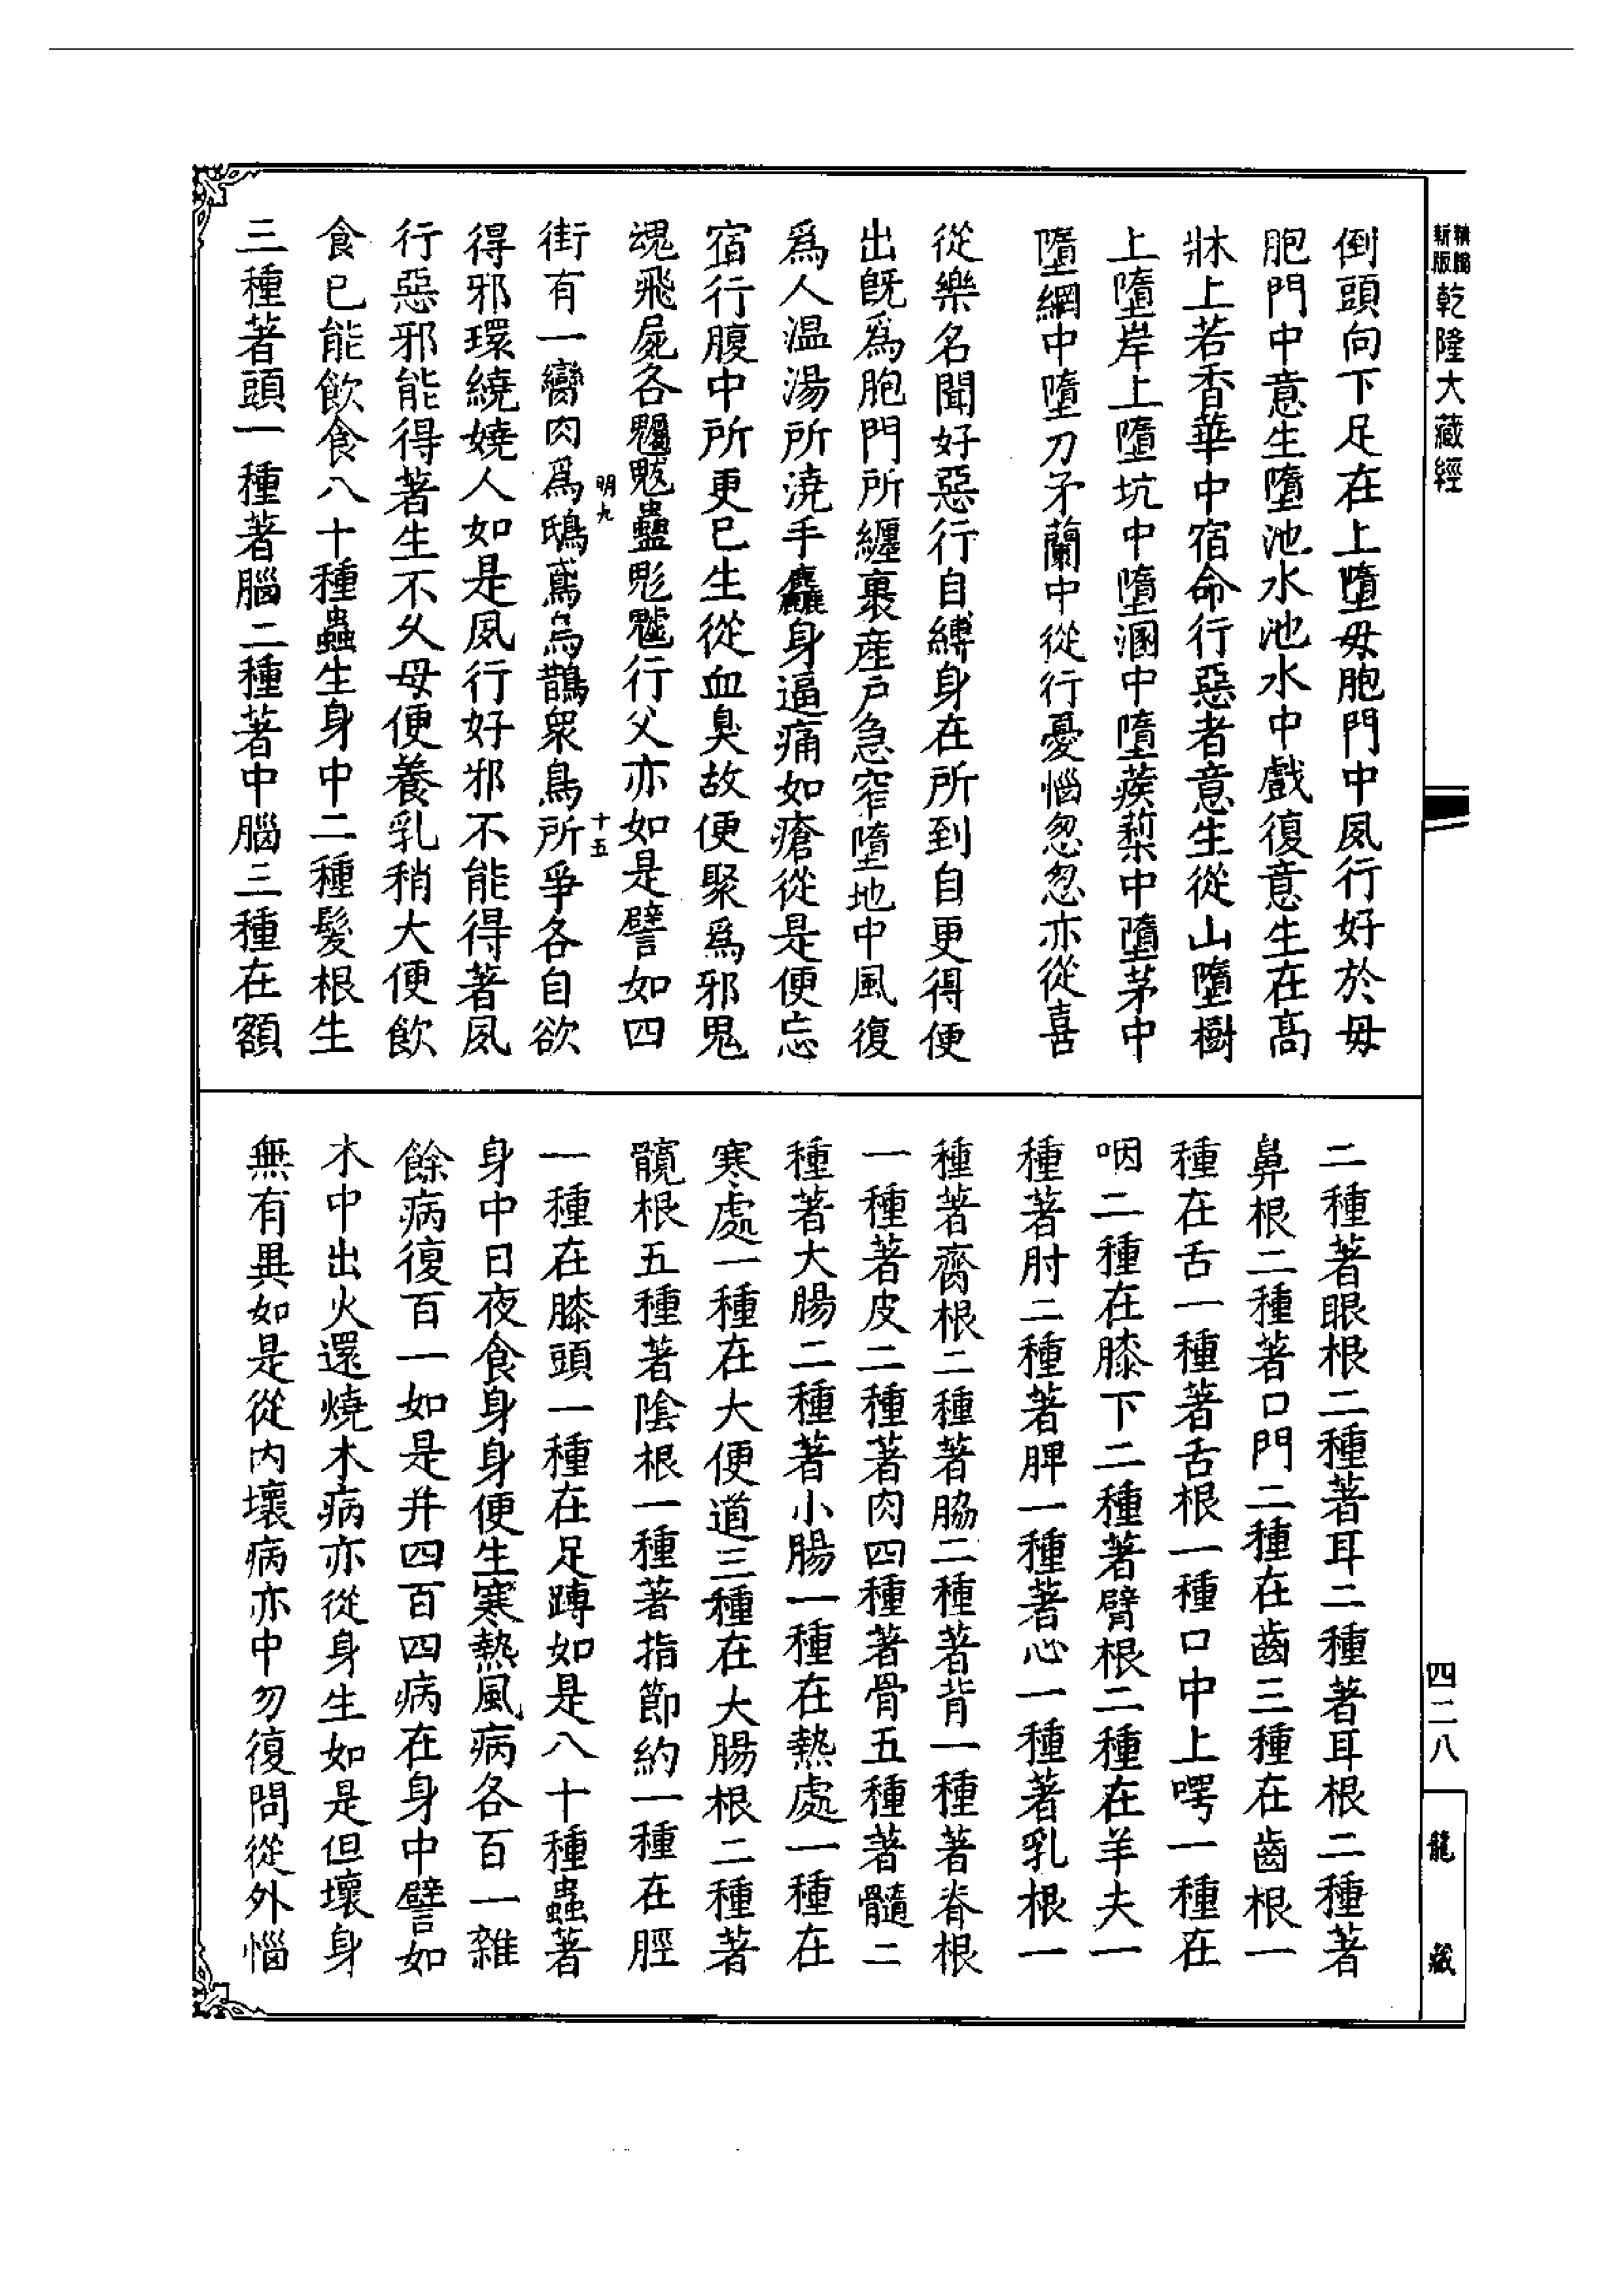 新版
乾隆大藏經
倒頭向下足在上墮母胞門中夙行好於母
胞門中意生墮池水池水中戲復意生在高
牀上若香華中宿命行惡者意生從山墮樹
上墮岸上墮坑中墮溷中墮蒺蔾中墮茅中
墮網中墮刀矛蘭中從行憂惱怱怱亦從喜
從樂名聞好惡行自縛身在所到自更得便
出旣爲胞門所纏裹産戶急窄墮地中風復
爲人温湯所澆手麤身逼痛如瘡從是便忘
宿行腹中所更已生從血臭故便聚爲邪鬼
魂飛屍各魑魃蠱魏行父亦如是譬如四
明九
十五
街有一臠肉爲鴟鳶烏鵲衆鳥所爭各自欲
得邪環繞嬈人如是夙行好邪不能得著夙
行惡邪能得著生不久母便養乳稍大便飲
食已能飲食八十種蟲生身中二種髮根生
三種著頭一種著腦二種著中腦三種在額
二種著眼根二種著耳二種著耳根二種著
鼻根二種著口門二種在齒三種在齒根一
種在舌一種著舌根一種口中上咢一種在
咽二種在膝下二種著臂根二種在羊夫一
種著肘二種著脾一種著心一種著乳根一
種著齎根二種著脇二種著背一種著脊根
一種著皮二種著肉四種著骨五種著髓二
種著大腸二種著小腸一種在熱處一種在
寒處一種在大便道三種在大腸根二種著
髖根五種著陰根一種著指節約一種在脛
一種在膝頭一種在足蹲如是八十種蟲著
身中日夜食身身便生寒熱風病各百一雜
餘病復百一如是并四百四病在身中譬如
木中出火還燒木病亦從身生如是但壞身
無有異如是從內壞病亦中勿復問從外惱
四二八
龍藏